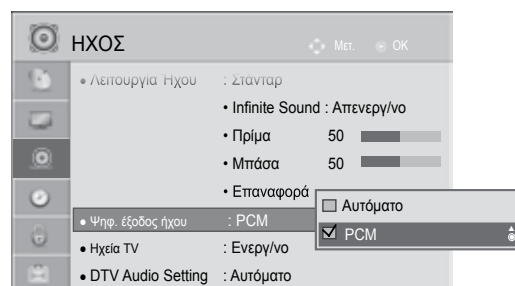 ΗΧΟΣ Μετ. OK
• Λειτουργία Ήχου : Στάνταρ
• Infinite Sound : Απενεργ/νο
• Πρίμα 50
• Μπάσα 50
• Επαναφορά
Αυτόματο
• Ψηφ. έξοδος ήχου : PCM
PCM
• Ηχεία TV : Ενεργ/νο
• DTV Audio Setting : Αυτόματο